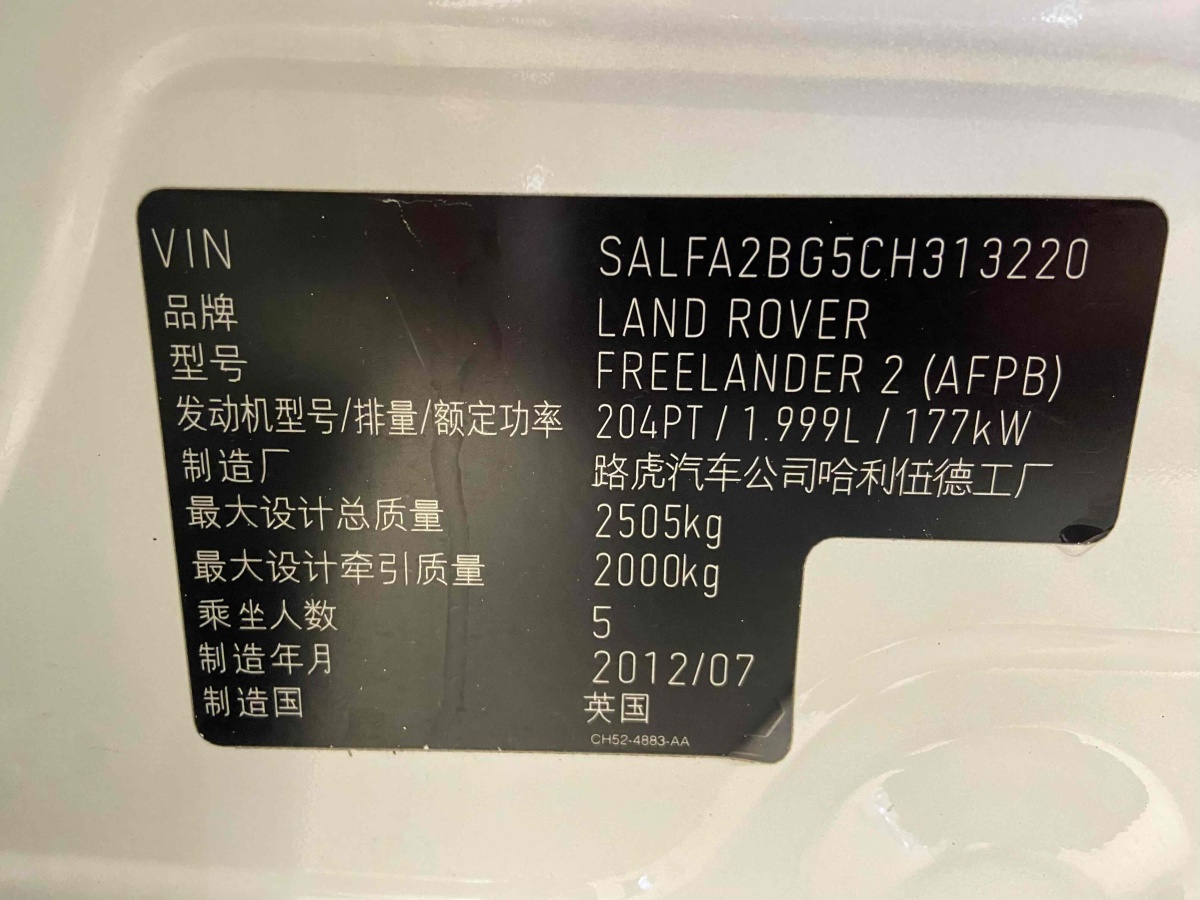 VIN SALFA2BG5CH313220
品牌 LAND ROVER
型号 FREELANDER 2 (AFPB)
发动机型号/排量/额定功率 204PT / 1.999L / 177kW
制造厂 路虎汽车公司哈利伍德工厂
最大设计总质量 2505kg
最大设计牵引质量 2000kg
乘坐人数 5
制造年月 2012/07
制造国 英国
CH52-4883-AA